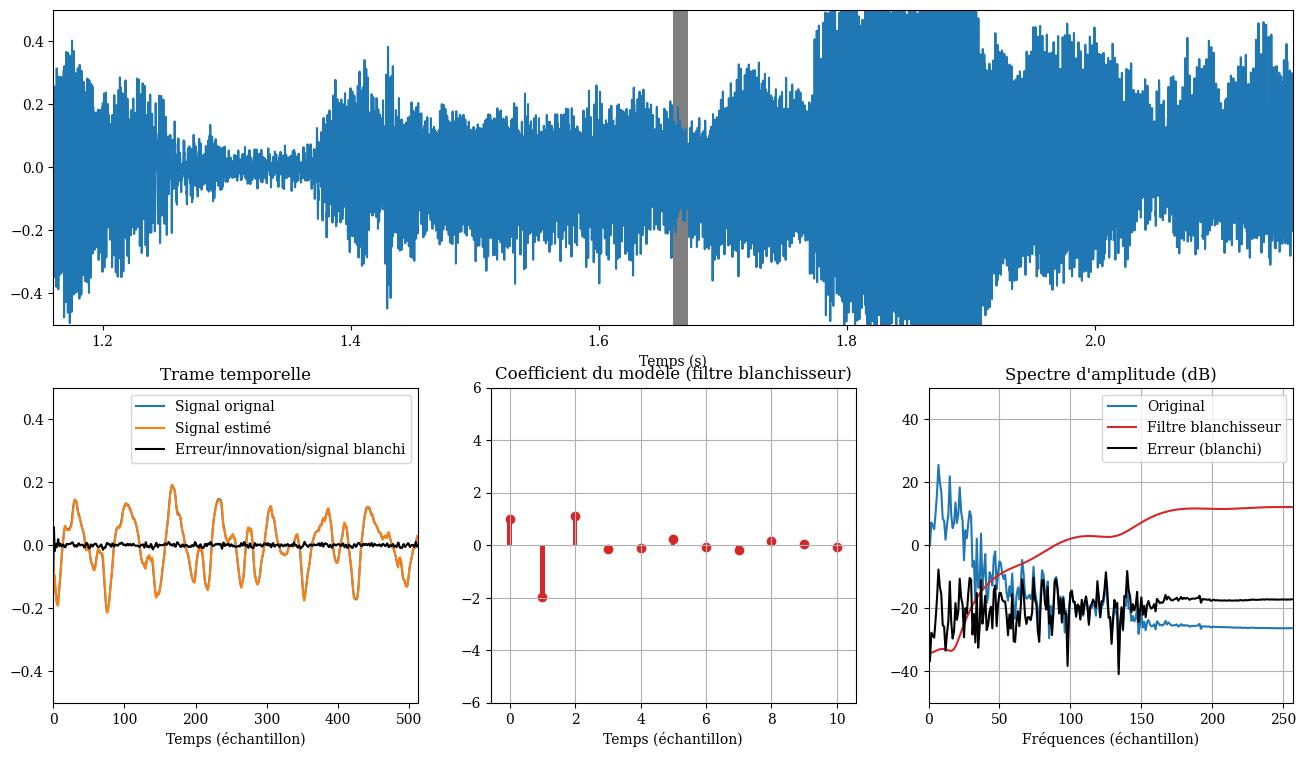 0.4
0.2
0.0
−0.2
−0.4
1.2 1.4 1.6 1.8 2.0
Temps (s)
Trame temporelle
0.4
0.2
0.0
−0.2
−0.4
Signal orignal
Signal estimé
Erreur/innovation/signal blanchi
0 100 200 300 400 500
Temps (échantillon)
Coefficient du modèle (filtre blanchisseur)
6
4
2
0
−2
−4
−6
0 2 4 6 8 10
Temps (échantillon)
Spectre d'amplitude (dB)
40
20
0
−20
−40
Original
Filtre blanchisseur
Erreur (blanchi)
0 50 100 150 200 250
Fréquences (échantillon)